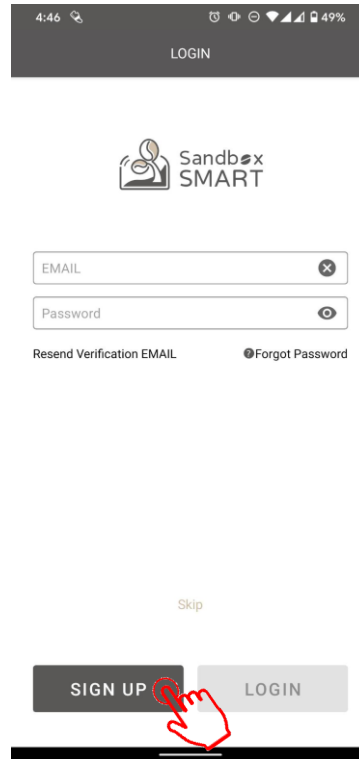 4:46 49%
LOGIN
Sandbox
SMART
EMAIL
Password
Resend Verification EMAIL ?Forgot Password
Skip
SIGN UP LOGIN